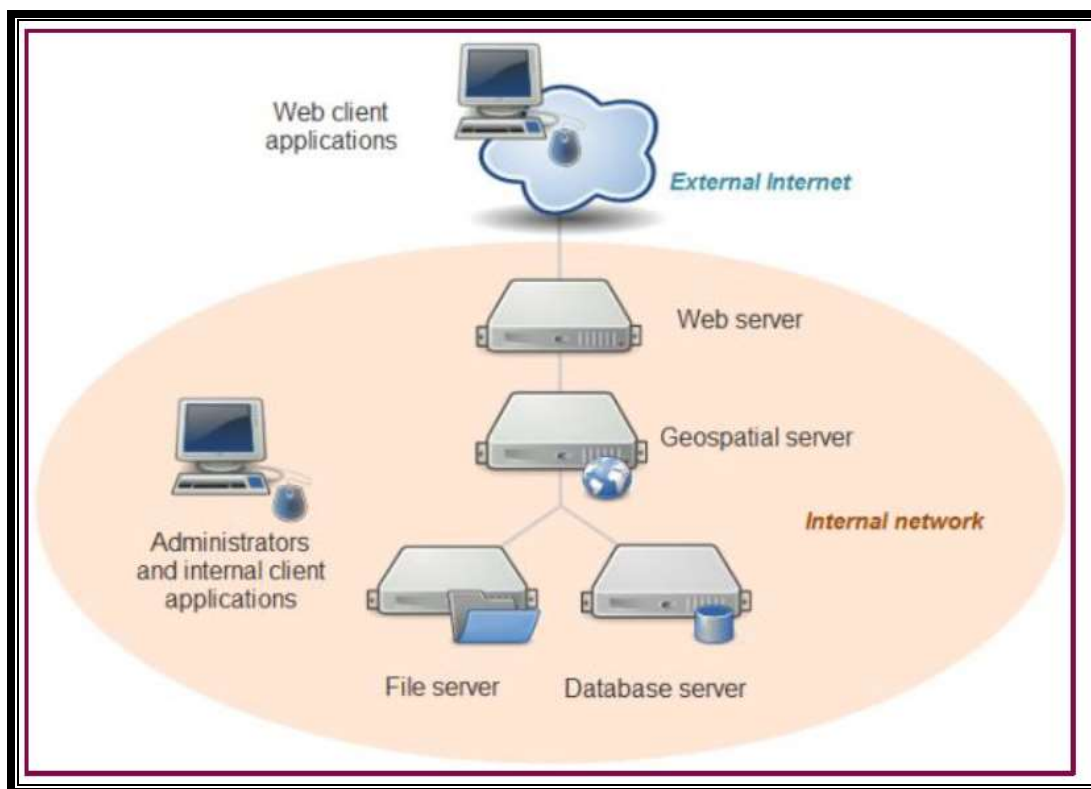 Web client
applications
External Internet
Web server
Geospatial server
Internal network
Administrators
and internal client
applications
File server
Database server